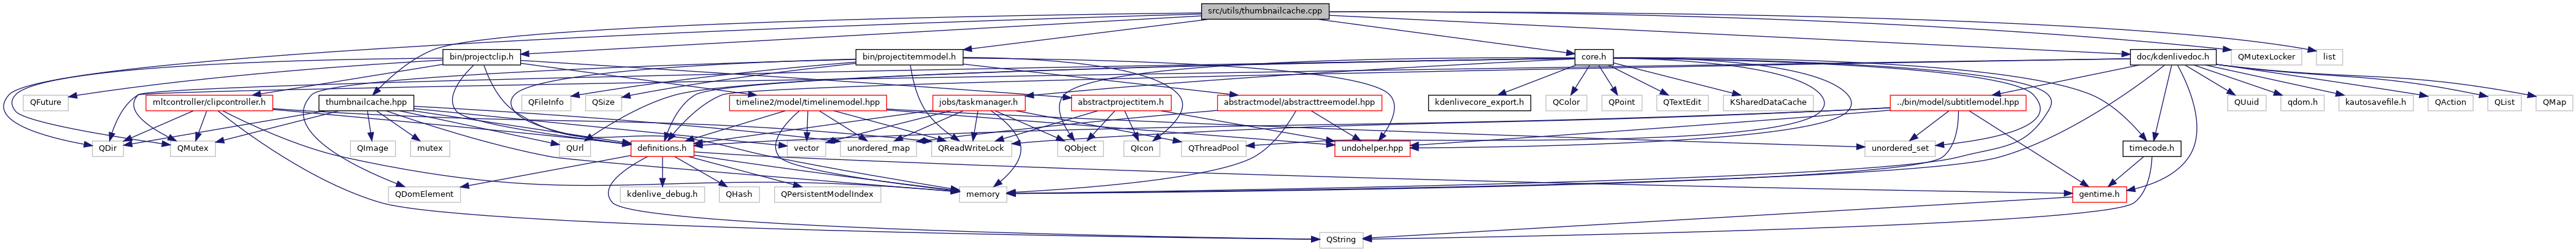 src/utils/thumbnailcache.cpp
bin/projectclip.h
bin/projectitemmodel.h
core.h
doc/kdenlivedoc.h
QMutexLocker
list
QFuture
mltcontroller/clipcontroller.h
thumbnailcache.hpp
QFileInfo
QSize
timeline2/model/timelinemodel.hpp
jobs/taskmanager.h
abstractprojectitem.h
abstractmodel/abstracttreemodel.hpp
kdenlivecore_export.h
QColor
QPoint
QTextEdit
KSharedDataCache
../bin/model/subtitlemodel.hpp
QUuid
qdom.h
kautosavefile.h
QAction
QList
QMap
QDir
QMutex
QImage
mutex
QUrl
definitions.h
vector
unordered_map
QReadWriteLock
QObject
QIcon
QThreadPool
undohelper.hpp
unordered_set
timecode.h
QDomElement
kdenlive_debug.h
QHash
QPersistentModelIndex
memory
gentime.h
QString